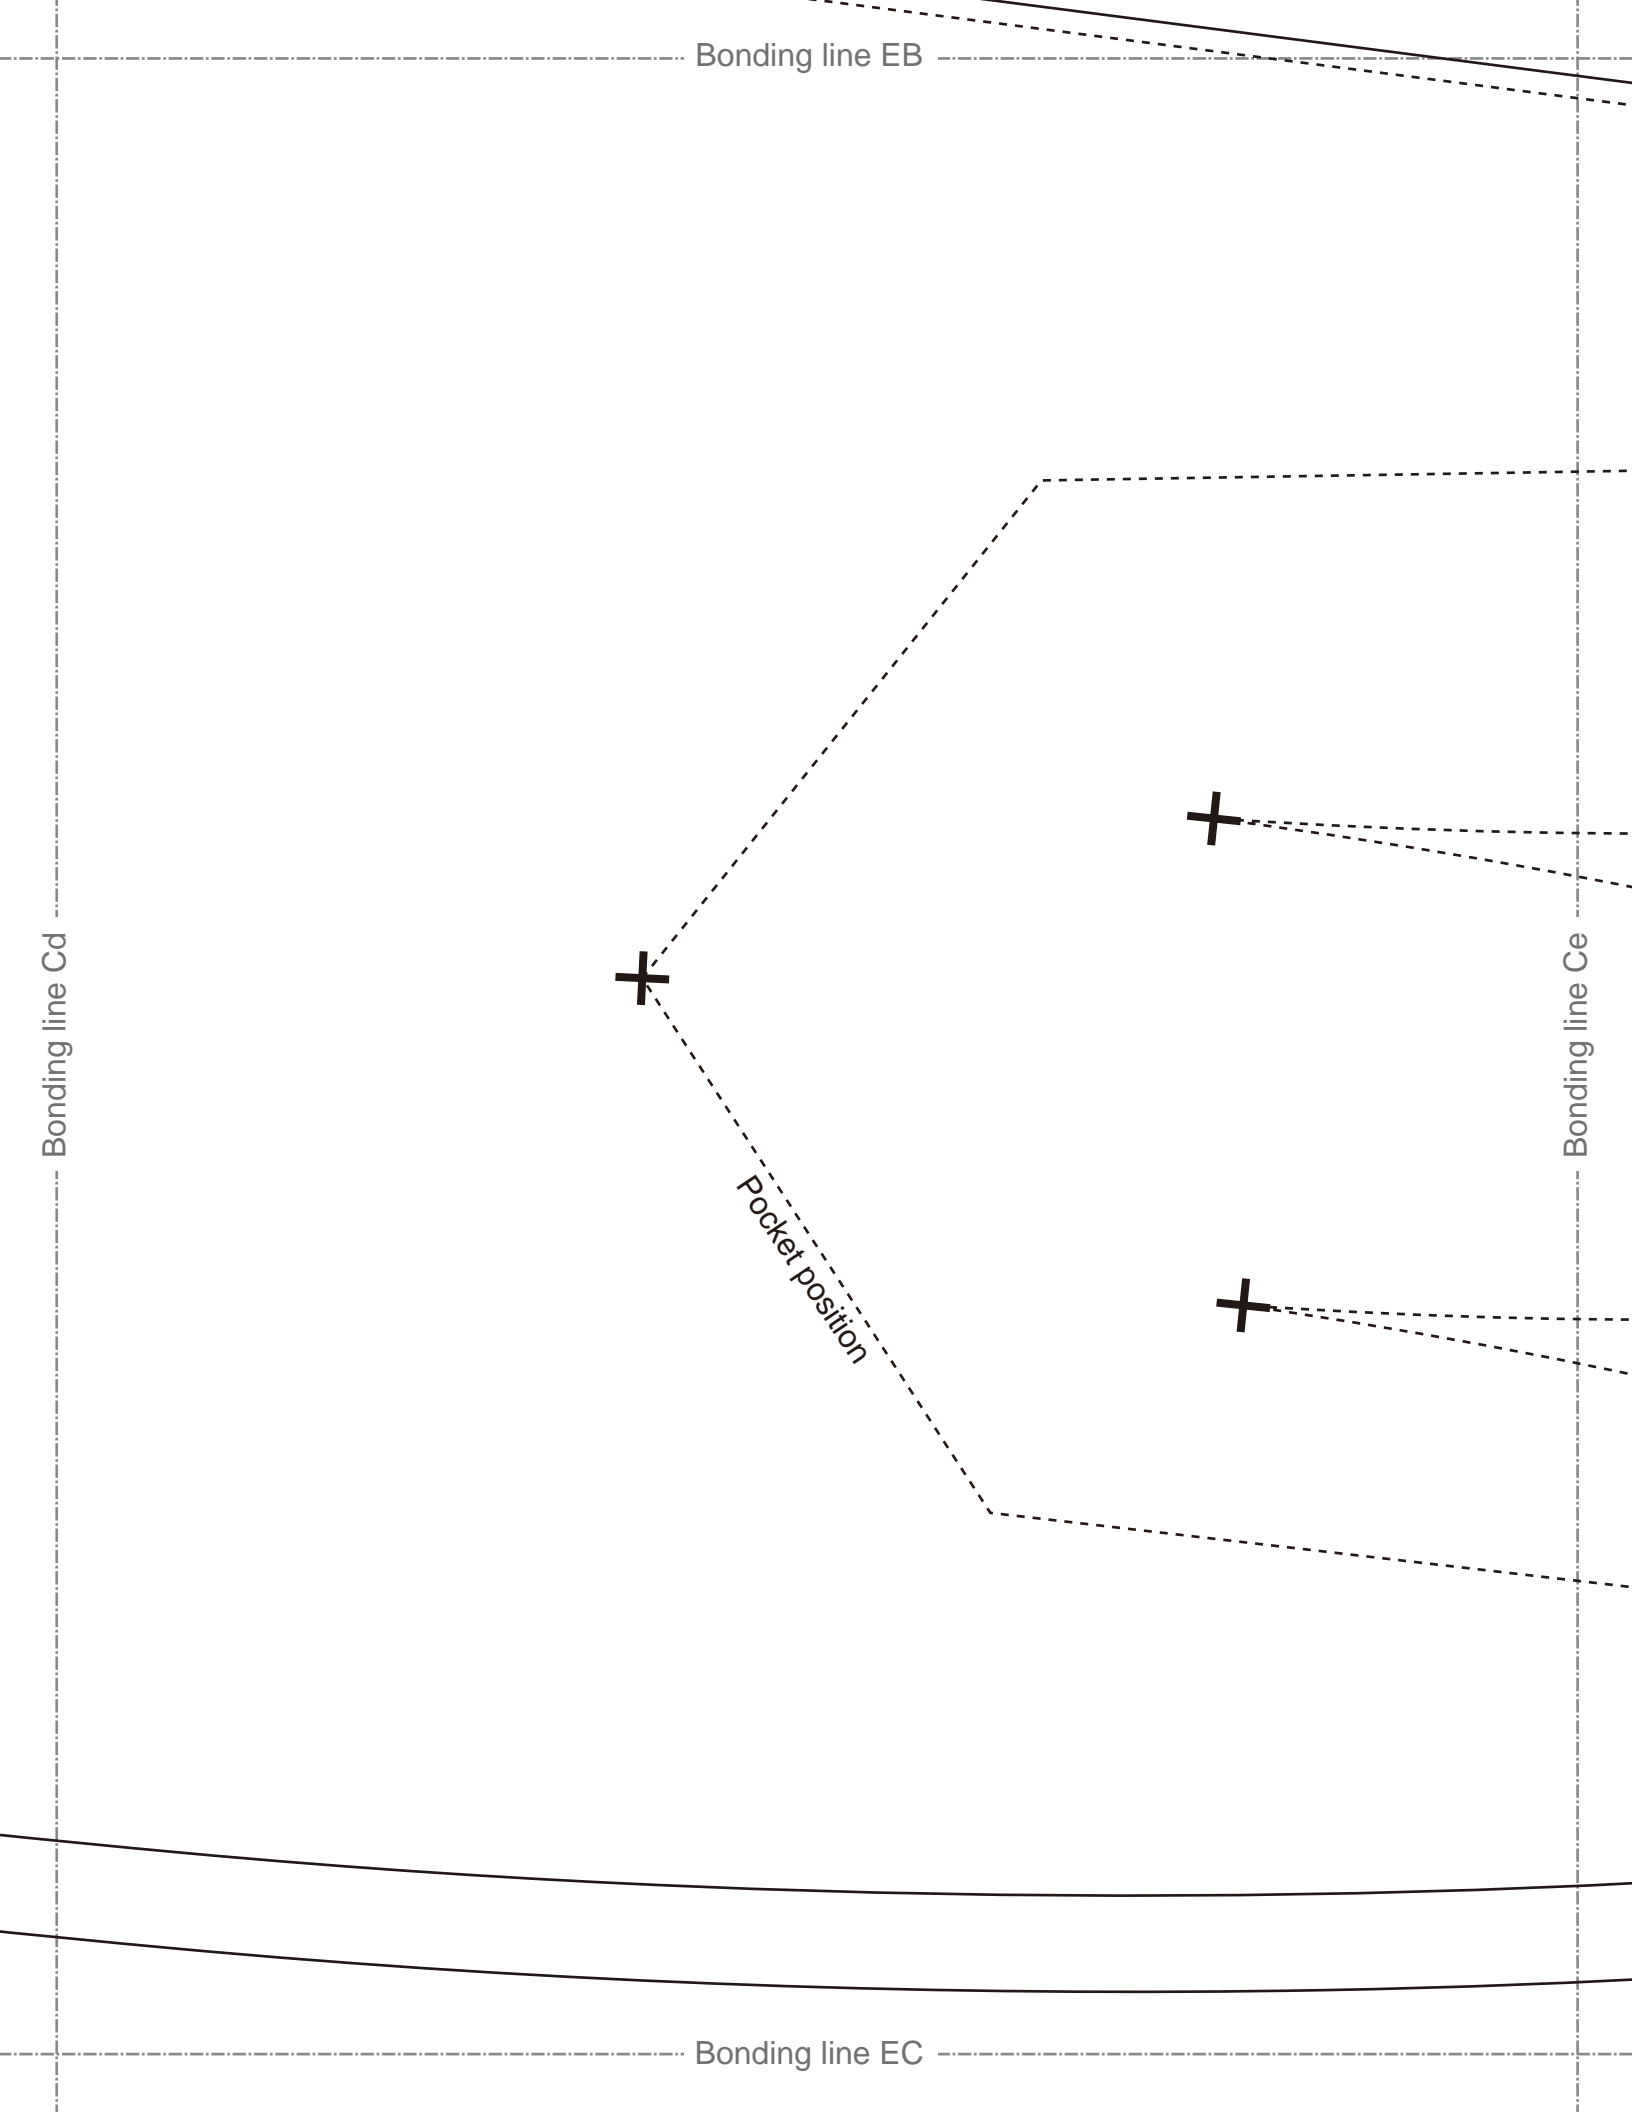 Bonding line EB
Bonding line Cd
Bonding line Ce
Pocket position
Bonding line EC